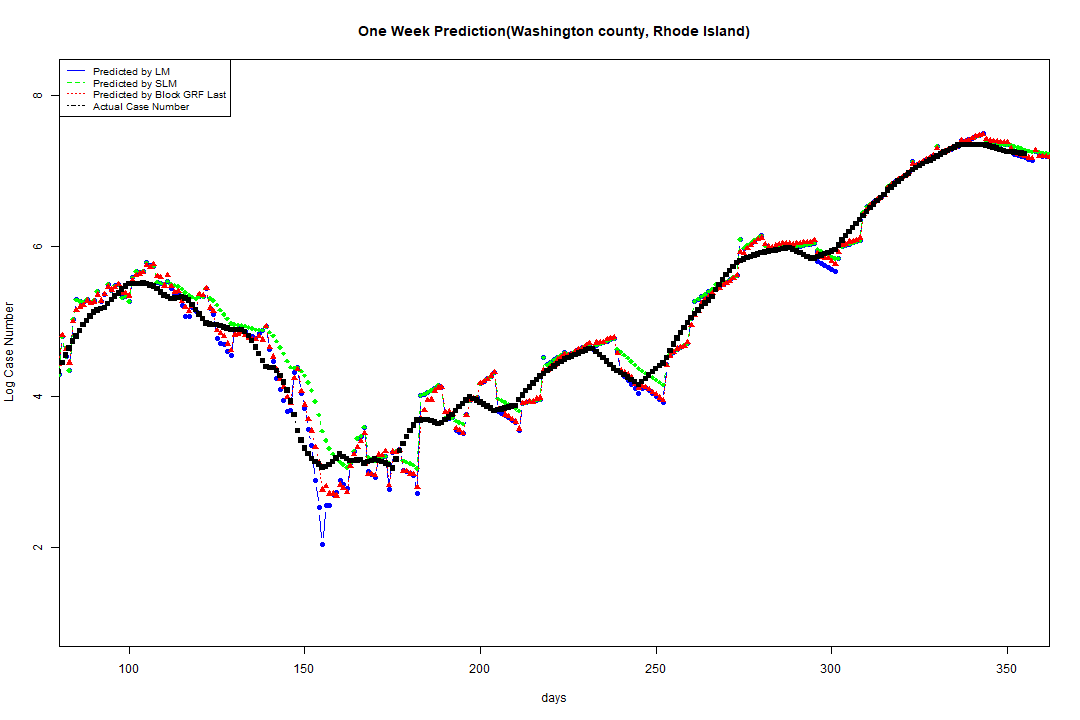 One Week Prediction(Washington county, Rhode Island)
Predicted by LM
Predicted by SLM
Predicted by Block GRF Last
Actual Case Number
8
6
4
2
Log Case Number
100 150 200 250 300 350
days